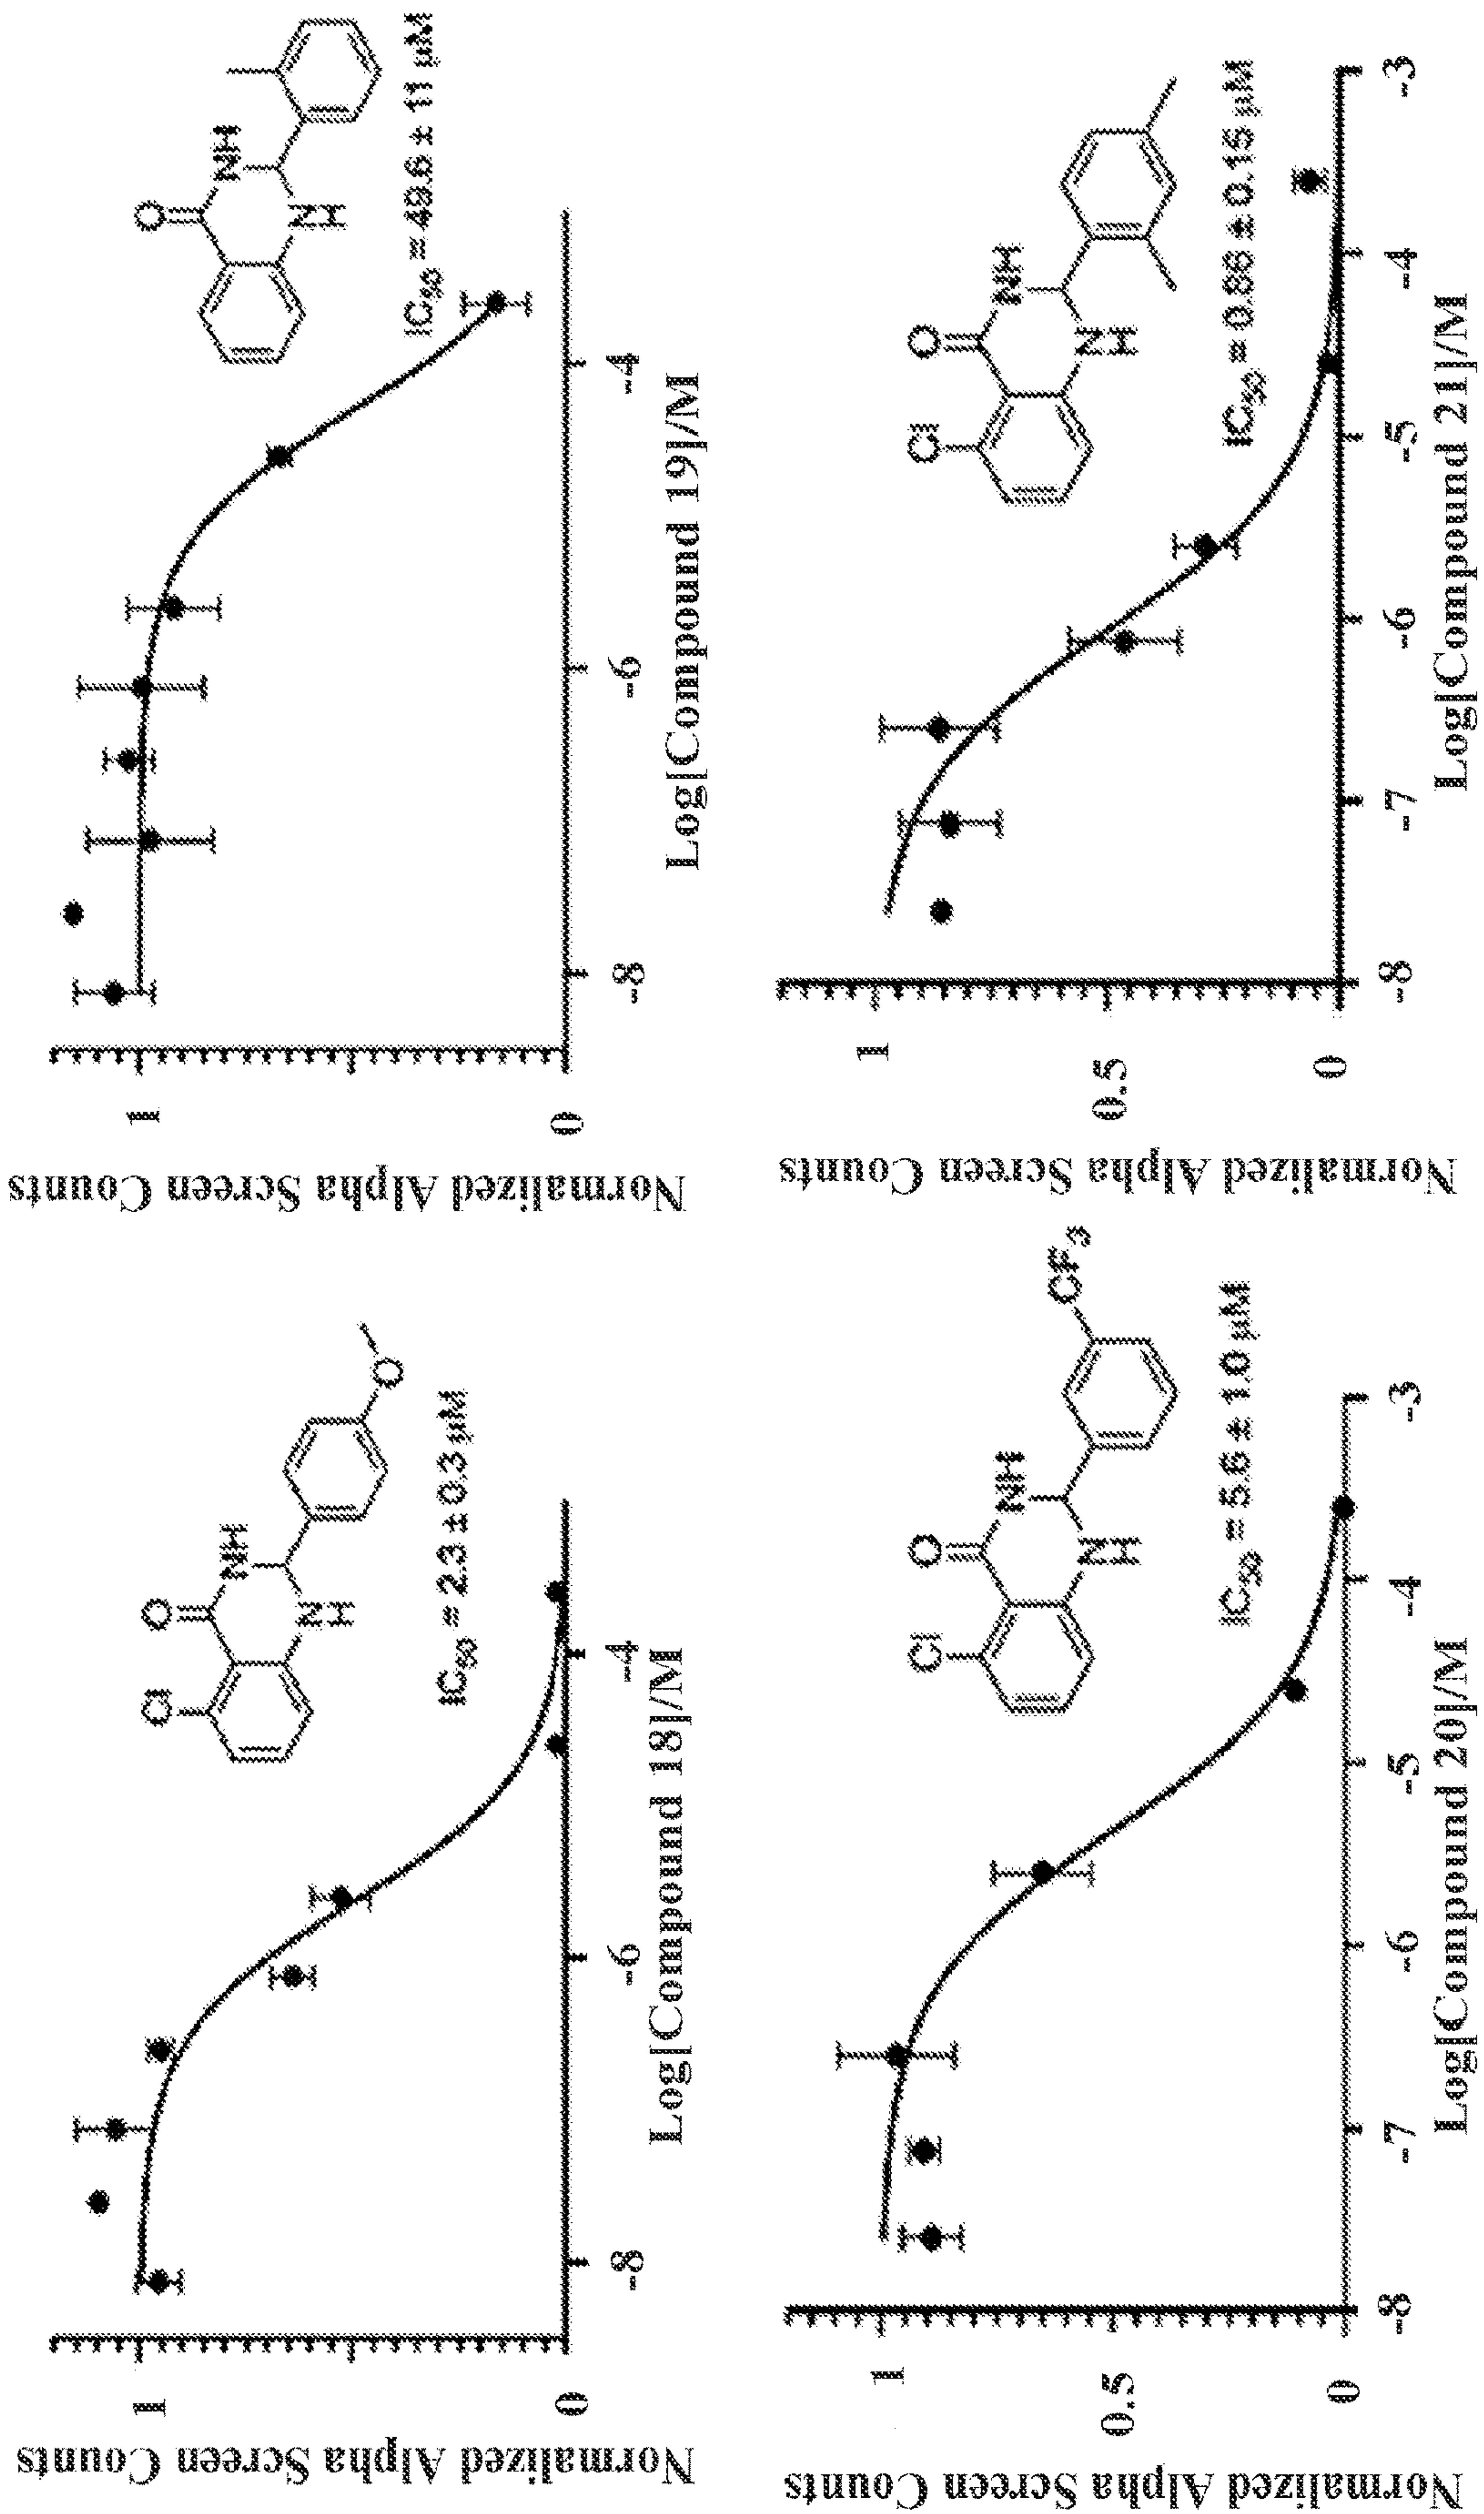 Normalized Alpha Screen Counts
1
0
-8
-6
-4
Log[Compound 18]/M
Cl
O
NH
N
H
O
IC₅₀ = 2.3 ± 0.3 µM
Normalized Alpha Screen Counts
1
0
-8
-6
-4
Log[Compound 19]/M
O
NH
N
H
IC₅₀ = 49.6 ± 11 µM
Normalized Alpha Screen Counts
1
0.5
0
-8
-7
-6
-5
-4
-3
Log[Compound 20]/M
Cl
O
NH
N
H
CF₃
IC₅₀ = 5.6 ± 1.0 µM
Normalized Alpha Screen Counts
1
0.5
0
-8
-7
-6
-5
-4
-3
Log[Compound 21]/M
Cl
O
NH
N
H
IC₅₀ = 0.86 ± 0.15 µM